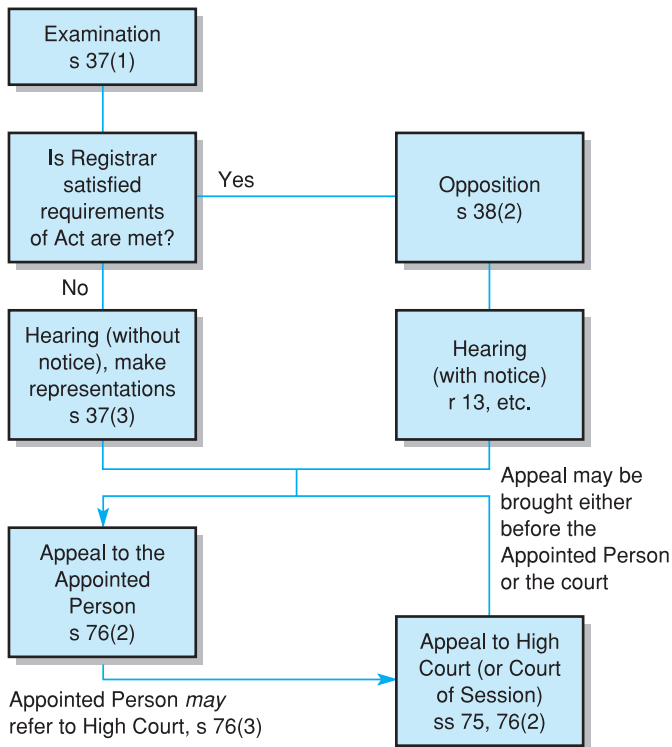 Examination
s 37(1)
Is Registrar
satisfied
requirements
of Act are met?
Yes
Opposition
s 38(2)
No
Hearing (without
notice), make
representations
s 37(3)
Hearing
(with notice)
r 13, etc.
Appeal may be
brought either
before the
Appointed Person
or the court
Appeal to the
Appointed
Person
s 76(2)
Appeal to High
Court (or Court
of Session)
ss 75, 76(2)
Appointed Person may
refer to High Court, s 76(3)